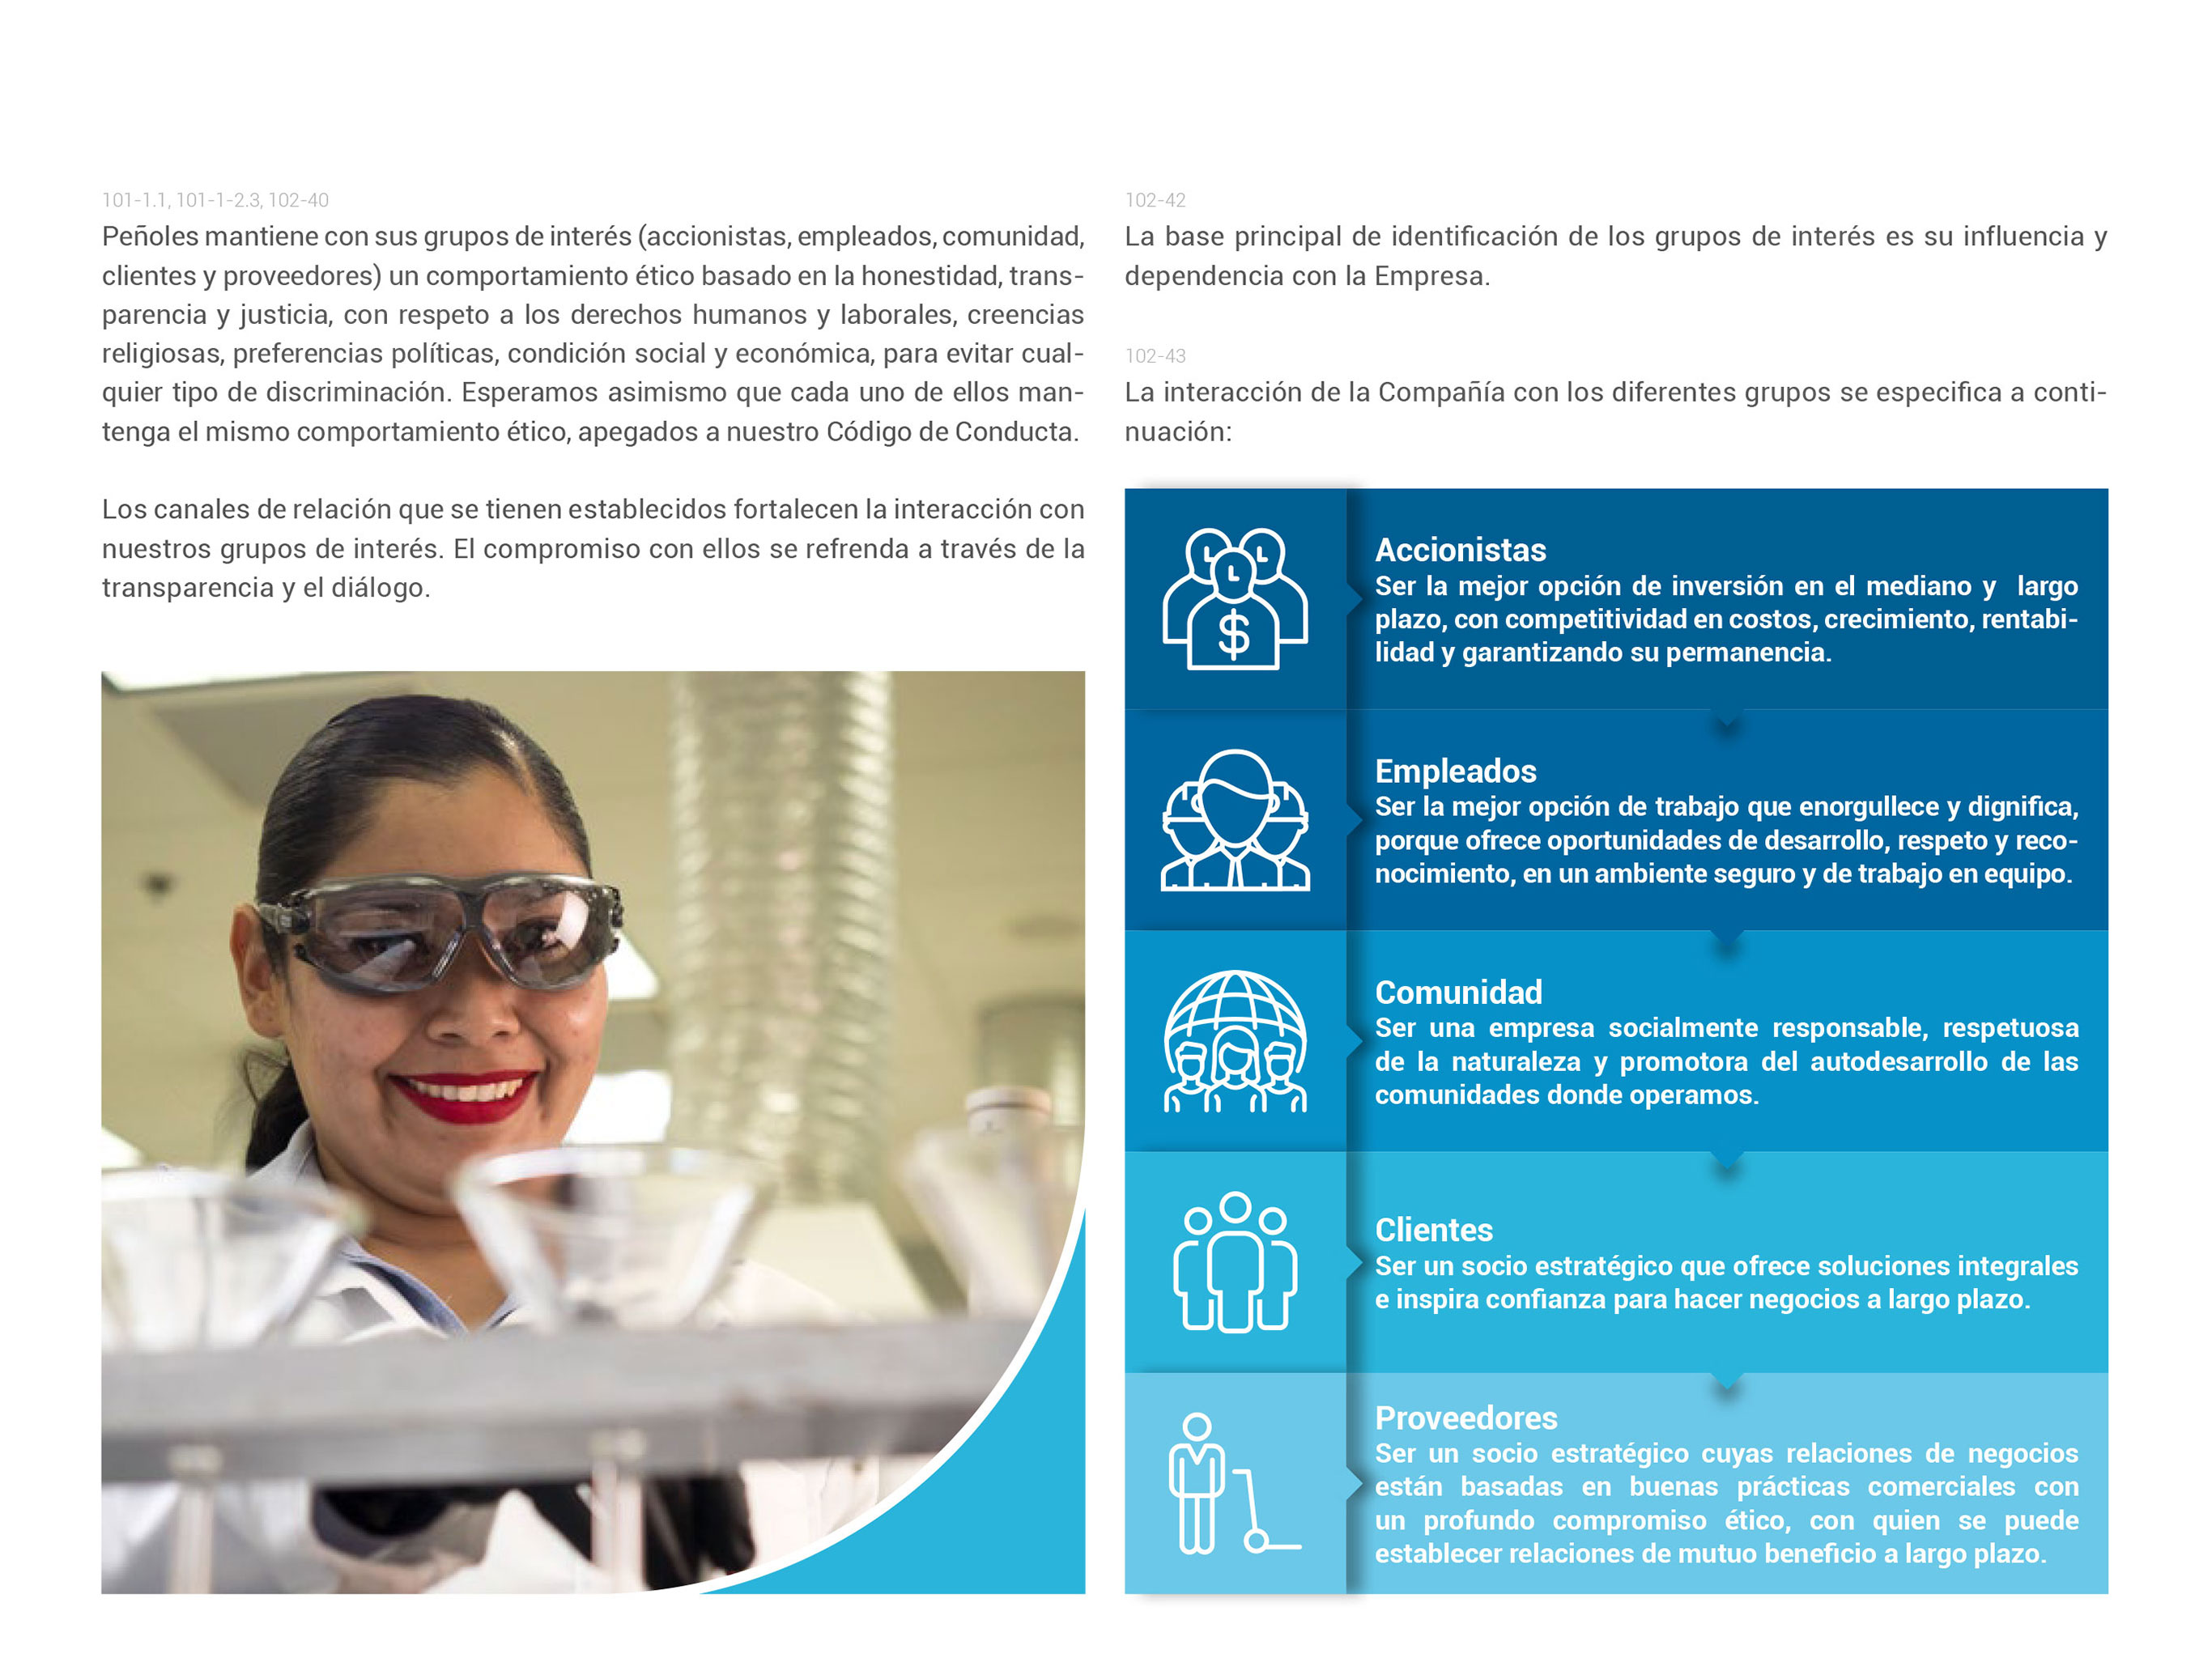 101-1.1, 101-1-2.3, 102-40
Peñoles mantiene con sus grupos de interés (accionistas, empleados, comunidad,
clientes y proveedores) un comportamiento ético basado en la honestidad, trans-
parencia y justicia, con respeto a los derechos humanos y laborales, creencias
religiosas, preferencias políticas, condición social y económica, para evitar cual-
quier tipo de discriminación. Esperamos asimismo que cada uno de ellos man-
tenga el mismo comportamiento ético, apegados a nuestro Código de Conducta.
Los canales de relación que se tienen establecidos fortalecen la interacción con
nuestros grupos de interés. El compromiso con ellos se refrenda a través de la
transparencia y el diálogo.
102-42
La base principal de identificación de los grupos de interés es su influencia y
dependencia con la Empresa.
102-43
La interacción de la Compañía con los diferentes grupos se especifica a conti-
nuación:
Accionistas
Ser la mejor opción de inversión en el mediano y largo
plazo, con competitividad en costos, crecimiento, rentabi-
lidad y garantizando su permanencia.
$
Empleados
Ser la mejor opción de trabajo que enorgullece y dignifica,
porque ofrece oportunidades de desarrollo, respeto y reco-
nocimiento, en un ambiente seguro y de trabajo en equipo.
Comunidad
Ser una empresa socialmente responsable, respetuosa
de la naturaleza y promotora del autodesarrollo de las
comunidades donde operamos.
Clientes
Ser un socio estratégico que ofrece soluciones integrales
e inspira confianza para hacer negocios a largo plazo.
Proveedores
Ser un socio estratégico cuyas relaciones de negocios
están basadas en buenas prácticas comerciales con
un profundo compromiso ético, con quien se puede
establecer relaciones de mutuo beneficio a largo plazo.